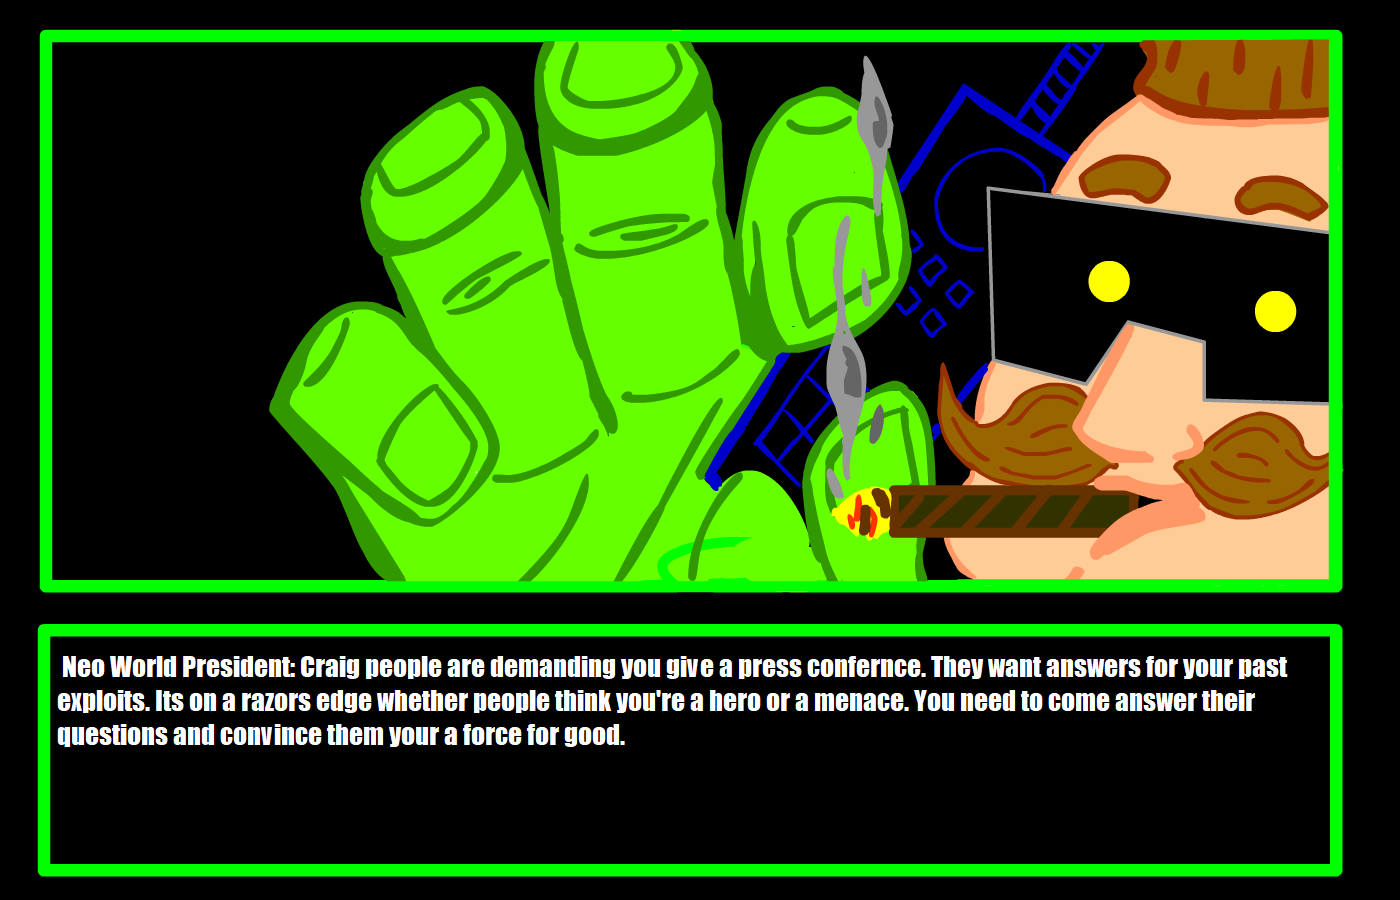 Neo World President: Craig people are demanding you give a press confernce. They want answers for your past
exploits. Its on a razors edge whether people think you're a hero or a menace. You need to come answer their
questions and convince them your a force for good.